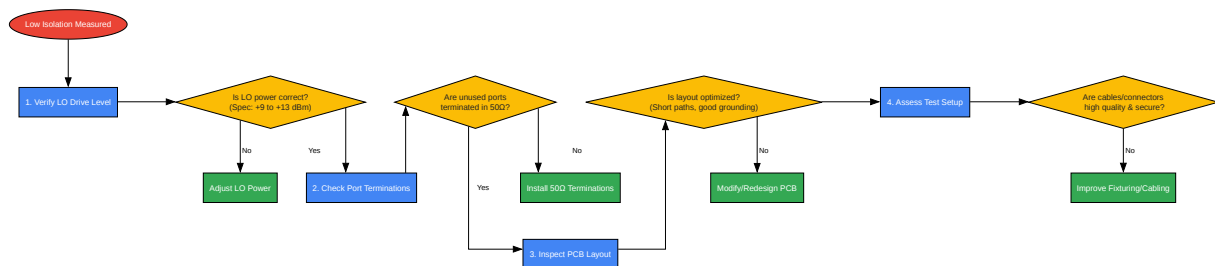 Low Isolation Measured
1. Verify LO Drive Level
Is LO power correct?
(Spec: +9 to +13 dBm)
No
Yes
Adjust LO Power
2. Check Port Terminations
Are unused ports
terminated in 50Ω?
Yes
No
Install 50Ω Terminations
3. Inspect PCB Layout
Is layout optimized?
(Short paths, good grounding)
No
Modify/Redesign PCB
4. Assess Test Setup
Are cables/connectors
high quality & secure?
No
Improve Fixturing/Cabling